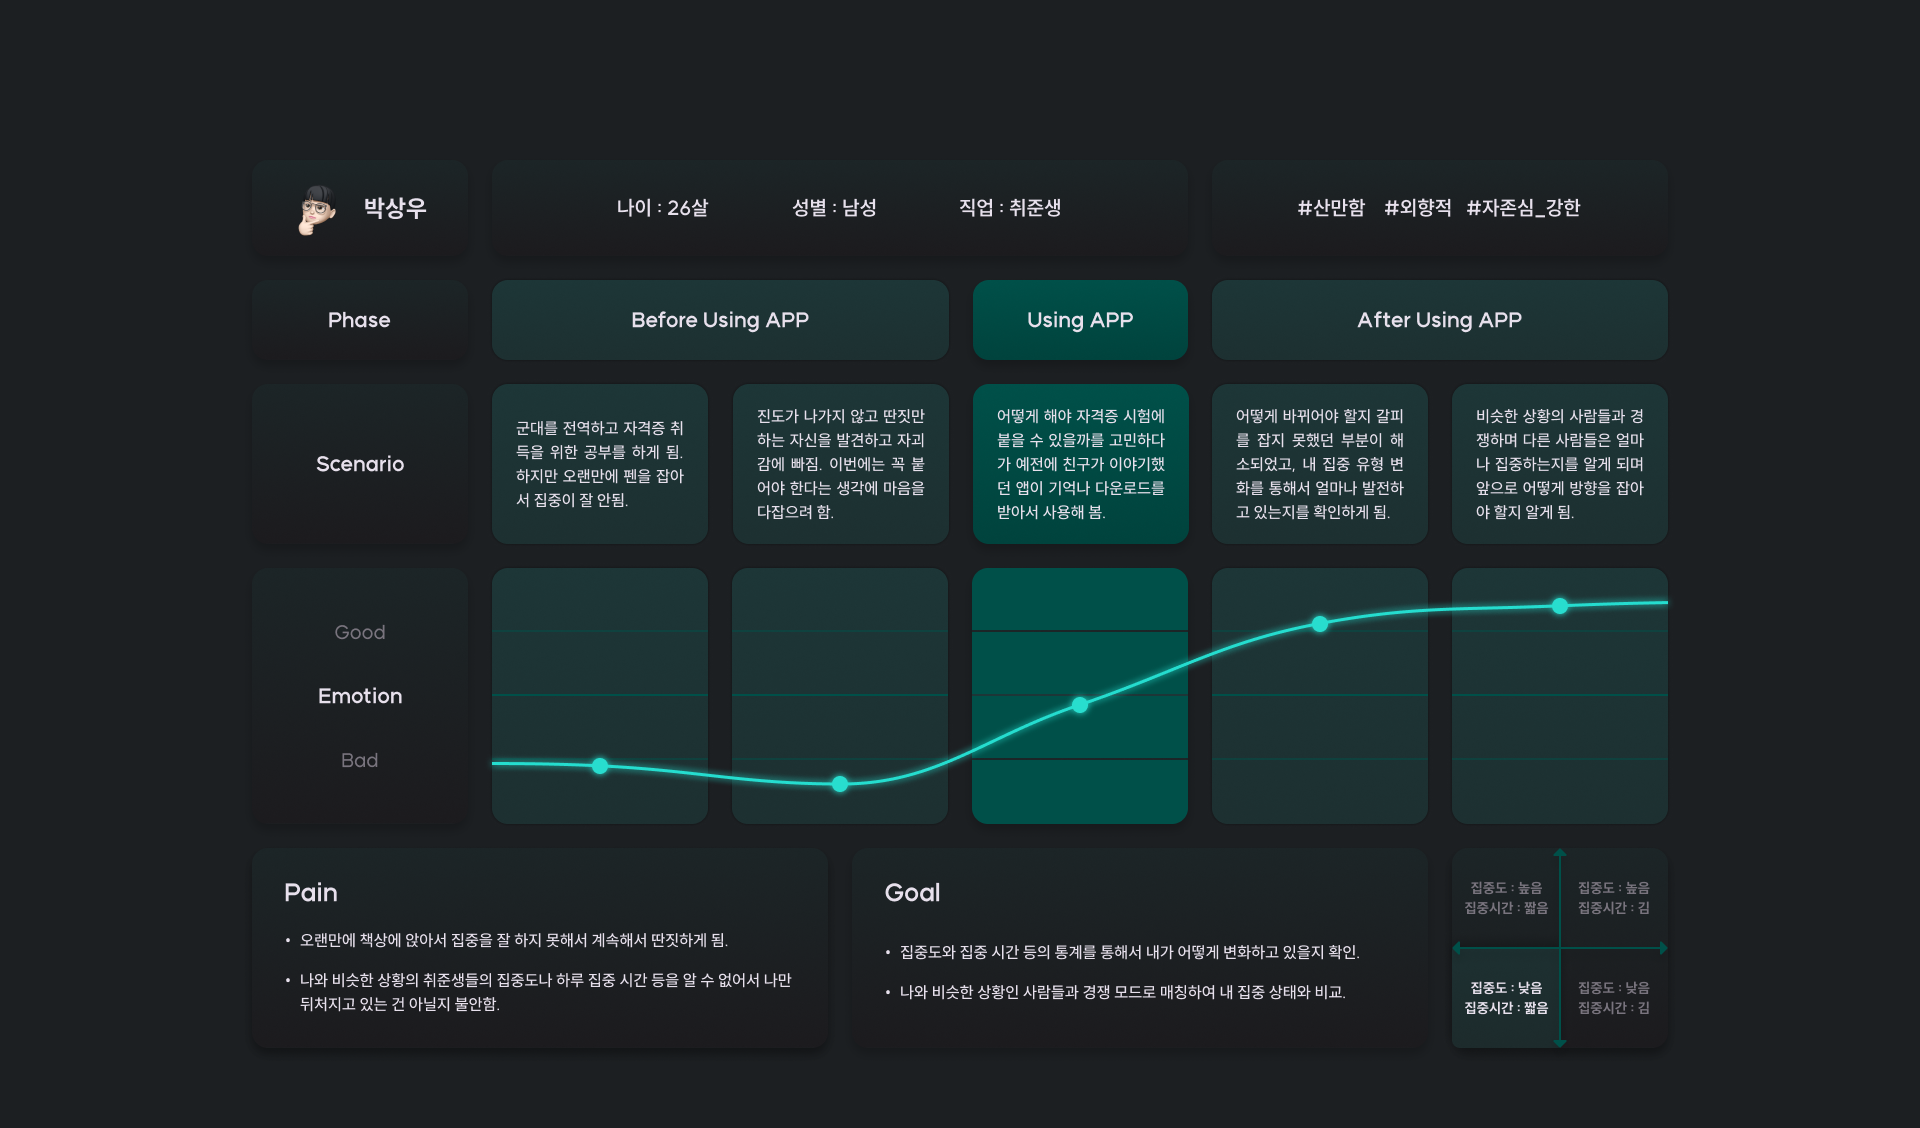 박상우
나이 : 26살
성별 : 남성
직업 : 취준생
#산만함 #외향적 #자존심_강한
Phase
Before Using APP
Using APP
After Using APP
Scenario
군대를 전역하고 자격증 취
득을 위한 공부를 하게 됨.
하지만 오랜만에 펜을 잡아
서 집중이 잘 안됨.
진도가 나가지 않고 딴짓만
하는 자신을 발견하고 자괴
감에 빠짐. 이번에는 꼭 붙
어야 한다는 생각에 마음을
다잡으려 함.
어떻게 해야 자격증 시험에
붙을 수 있을까를 고민하다
가 예전에 친구가 이야기했
던 앱이 기억나 다운로드를
받아서 사용해 봄.
어떻게 바뀌어야 할지 갈피
를 잡지 못했던 부분이 해
소되었고, 내 집중 유형 변
화를 통해서 얼마나 발전하
고 있는지를 확인하게 됨.
비슷한 상황의 사람들과 경
쟁하며 다른 사람들은 얼마
나 집중하는지를 알게 되며
앞으로 어떻게 방향을 잡아
야 할지 알게 됨.
Good
Emotion
Bad
Pain
• 오랜만에 책상에 앉아서 집중을 잘 하지 못해서 계속해서 딴짓하게 됨.
• 나와 비슷한 상황의 취준생들의 집중도나 하루 집중 시간 등을 알 수 없어서 나만
뒤처지고 있는 건 아닐지 불안함.
Goal
• 집중도와 집중 시간 등의 통계를 통해서 내가 어떻게 변화하고 있을지 확인.
• 나와 비슷한 상황인 사람들과 경쟁 모드로 매칭하여 내 집중 상태와 비교.
집중도 : 높음
집중시간 : 짧음
집중도 : 높음
집중시간 : 김
집중도 : 낮음
집중시간 : 짧음
집중도 : 낮음
집중시간 : 김